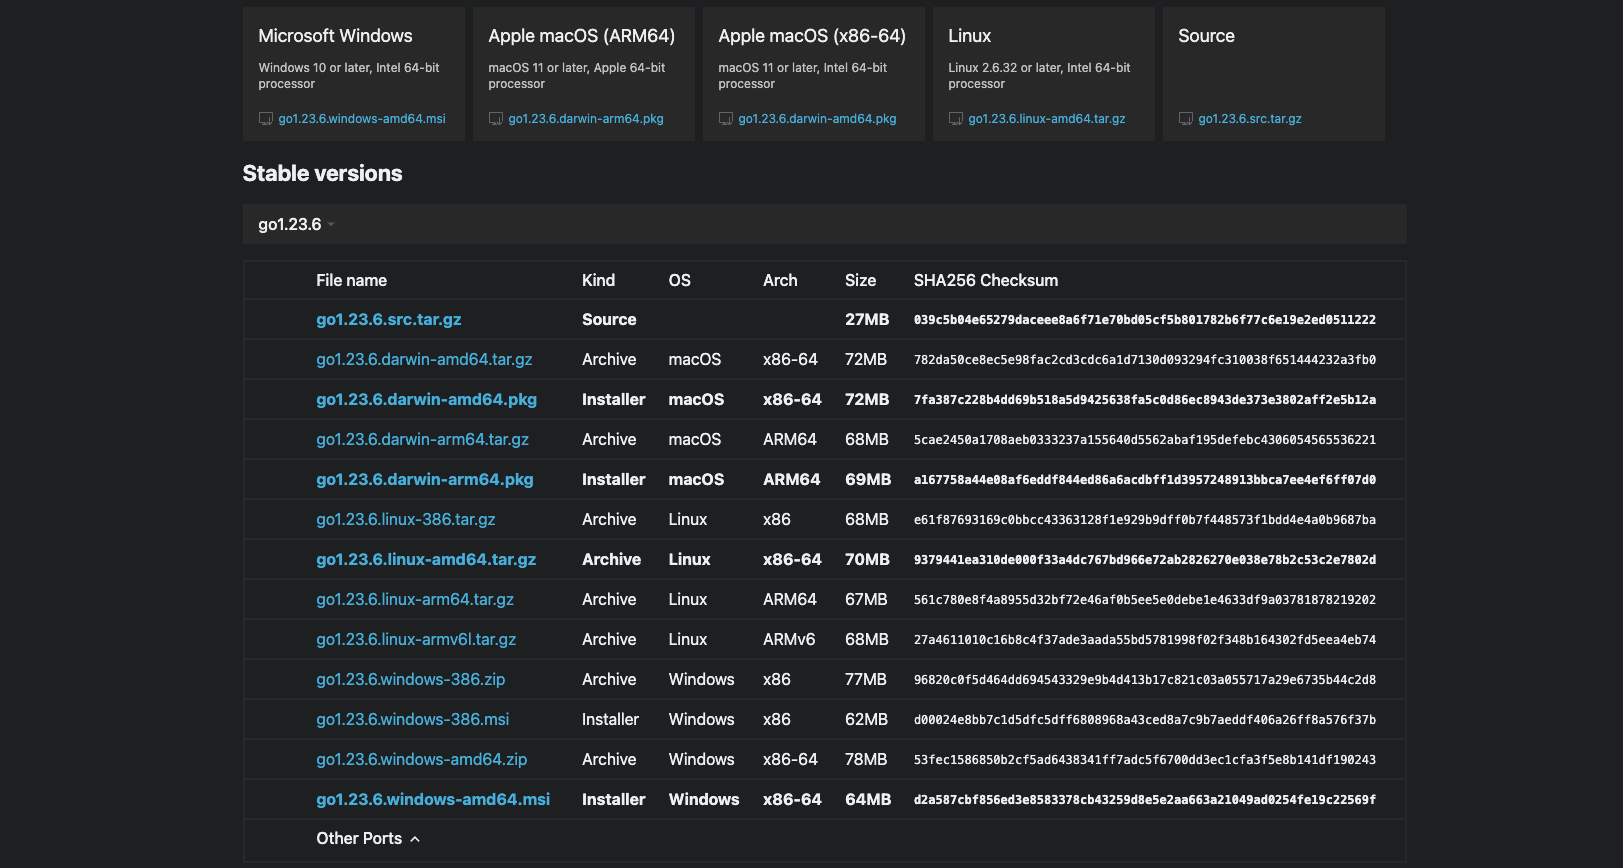 Microsoft Windows
Windows 10 or later, Intel 64-bit
processor
go1.23.6.windows-amd64.msi
Apple macOS (ARM64)
macOS 11 or later, Apple 64-bit
processor
go1.23.6.darwin-arm64.pkg
Apple macOS (x86-64)
macOS 11 or later, Intel 64-bit
processor
go1.23.6.darwin-amd64.pkg
Linux
Linux 2.6.32 or later, Intel 64-bit
processor
go1.23.6.linux-amd64.tar.gz
Source
go1.23.6.src.tar.gz
Stable versions
go1.23.6
File name Kind OS Arch Size SHA256 Checksum
go1.23.6.src.tar.gz Source 27MB 039c5b04e65279daceee8a6f71e70bd05cf5b801782b6f77c6e19e2ed0511222
go1.23.6.darwin-amd64.tar.gz Archive macOS x86-64 72MB 782da50ce8ec5e98fac2cd3cdc6a1d7130d093294fc310038f651444232a3fb0
go1.23.6.darwin-amd64.pkg Installer macOS x86-64 72MB 7fa387c228b4dd69b518a5d9425638fa5c0d86ec8943de373e3802aff2e5b12a
go1.23.6.darwin-arm64.tar.gz Archive macOS ARM64 68MB 5cae2450a1708aeb0333237a155640d5562abaf195defebc4306054565536221
go1.23.6.darwin-arm64.pkg Installer macOS ARM64 69MB a167758a44e08af6eddf844ed86a6acdbff1d3957248913bbca7ee4ef6ff07d0
go1.23.6.linux-386.tar.gz Archive Linux x86 68MB e61f87693169c0bbcc43363128f1e929b9dff0b7f448573f1bdd4e4a0b9687ba
go1.23.6.linux-amd64.tar.gz Archive Linux x86-64 70MB 9379441ea310de000f33a4dc767bd966e72ab2826270e038e78b2c53c2e7802d
go1.23.6.linux-arm64.tar.gz Archive Linux ARM64 67MB 561c780e8f4a8955d32bf72e46af0b5ee5e0debe1e4633df9a03781878219202
go1.23.6.linux-armv6l.tar.gz Archive Linux ARMv6 68MB 27a4611010c16b8c4f37ade3aada55bd5781998f02f348b164302fd5eea4eb74
go1.23.6.windows-386.zip Archive Windows x86 77MB 96820c0f5d464dd694543329e9b4d413b17c821c03a055717a29e6735b44c2d8
go1.23.6.windows-386.msi Installer Windows x86 62MB d00024e8bb7c1d5dfc5dff6808968a43ced8a7c9b7aeddf406a26ff8a576f37b
go1.23.6.windows-amd64.zip Archive Windows x86-64 78MB 53fec1586850b2cf5ad6438341ff7adc5f6700dd3ec1cfa3f5e8b141df190243
go1.23.6.windows-amd64.msi Installer Windows x86-64 64MB d2a587cbf856ed3e8583378cb43259d8e5e2aa663a21049ad0254fe19c22569f
Other Ports